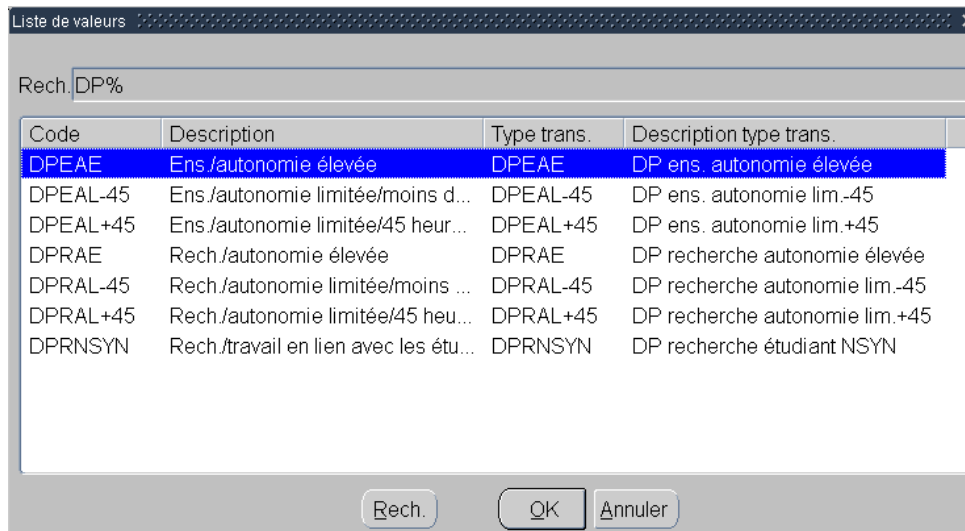 Liste de valeurs
Rech. DP%
Code Description Type trans. Description type trans.
DPEAE Ens./autonomie élevée DPEAE DP ens. autonomie élevée
DPEAL-45 Ens./autonomie limitée/moins d... DPEAL-45 DP ens. autonomie lim.-45
DPEAL+45 Ens./autonomie limitée/45 heur... DPEAL+45 DP ens. autonomie lim.+45
DPRAE Rech./autonomie élevée DPRAE DP recherche autonomie élevée
DPRAL-45 Rech./autonomie limitée/moins ... DPRAL-45 DP recherche autonomie lim.-45
DPRAL+45 Rech./autonomie limitée/45 heu... DPRAL+45 DP recherche autonomie lim.+45
DPRNSYN Rech./travail en lien avec les étu... DPRNSYN DP recherche étudiant NSYN
Rech. OK Annuler